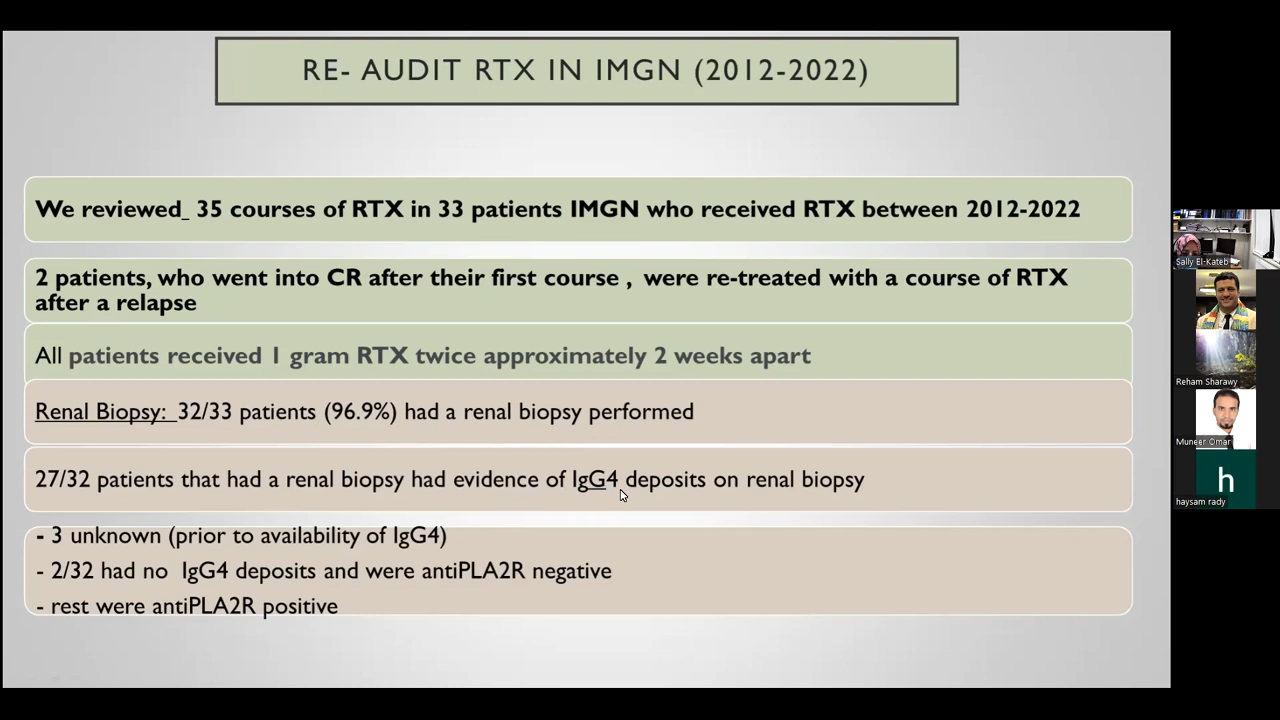 RE- AUDIT RTX IN IMGN (2012-2022)
We reviewed_ 35 courses of RTX in 33 patients IMGN who received RTX between 2012-2022
2 patients, who went into CR after their first course , were re-treated with a course of RTX
after a relapse
All patients received 1 gram RTX twice approximately 2 weeks apart
Renal Biopsy: 32/33 patients (96.9%) had a renal biopsy performed
27/32 patients that had a renal biopsy had evidence of IgG4 deposits on renal biopsy
- 3 unknown (prior to availability of IgG4)
- 2/32 had no IgG4 deposits and were antiPLA2R negative
- rest were antiPLA2R positive
Sally El-Kateb
Reham Sharawy
Muneer Omar
h
haysam rady